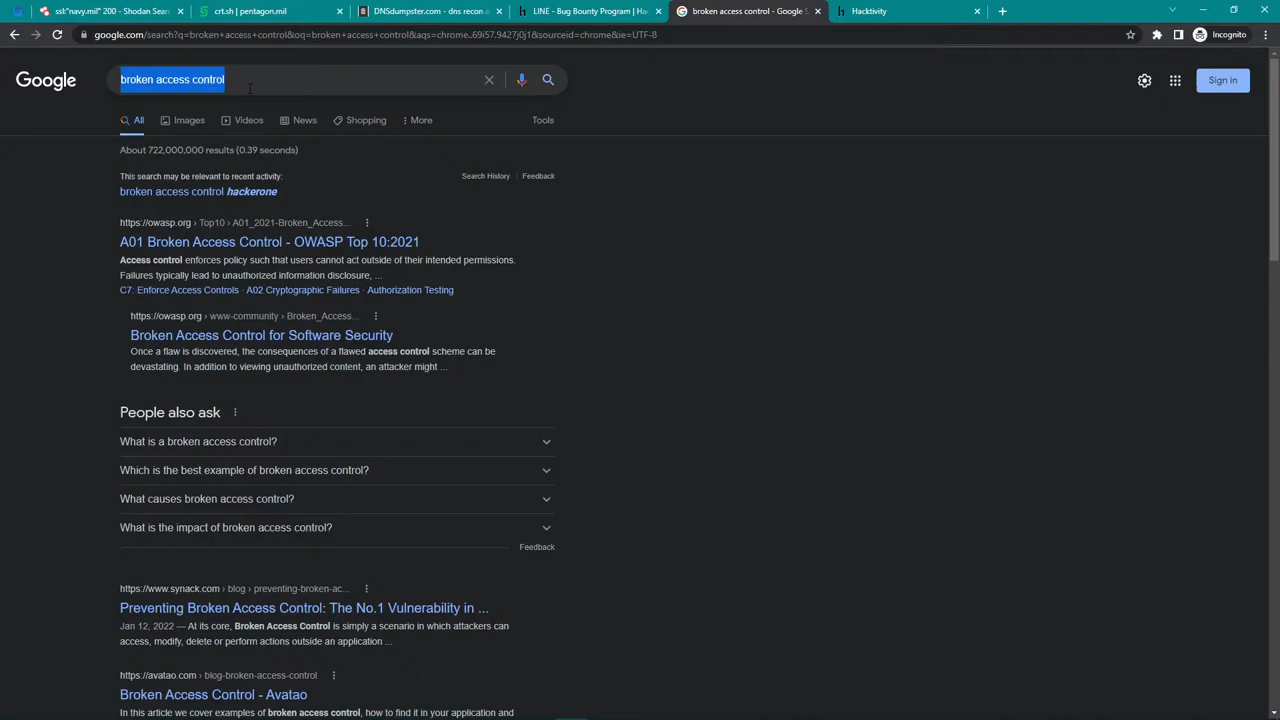 sst:"navy.mil" 200 - Shodan Sear
crt.sh | pentagon.mil
DNSdumpster.com - dns recon a
LINE - Bug Bounty Program | Ha
broken access control - Google S
Hacktivity
google.com/search?q=broken+access+control&oq=broken+access+control&aqs=chrome..69i57.9427j0j1&sourceid=chrome&ie=UTF-8
Incognito
Google
broken access control
Sign in
All
Images
Videos
News
Shopping
More
Tools
About 722,000,000 results (0.39 seconds)
This search may be relevant to recent activity:
Search History · Feedback
broken access control hackerone
https://owasp.org › Top10 › A01_2021-Broken_Access...
A01 Broken Access Control - OWASP Top 10:2021
Access control enforces policy such that users cannot act outside of their intended permissions.
Failures typically lead to unauthorized information disclosure, ...
C7: Enforce Access Controls · A02 Cryptographic Failures · Authorization Testing
https://owasp.org › www-community › Broken_Access...
Broken Access Control for Software Security
Once a flaw is discovered, the consequences of a flawed access control scheme can be
devastating. In addition to viewing unauthorized content, an attacker might ...
People also ask
What is a broken access control?
Which is the best example of broken access control?
What causes broken access control?
What is the impact of broken access control?
Feedback
https://www.synack.com › blog › preventing-broken-ac...
Preventing Broken Access Control: The No.1 Vulnerability in ...
Jan 12, 2022 — At its core, Broken Access Control is simply a scenario in which attackers can
access, modify, delete or perform actions outside an application ...
https://avatao.com › blog-broken-access-control
Broken Access Control - Avatao
In this article we cover examples of broken access control, how to find it in your application and